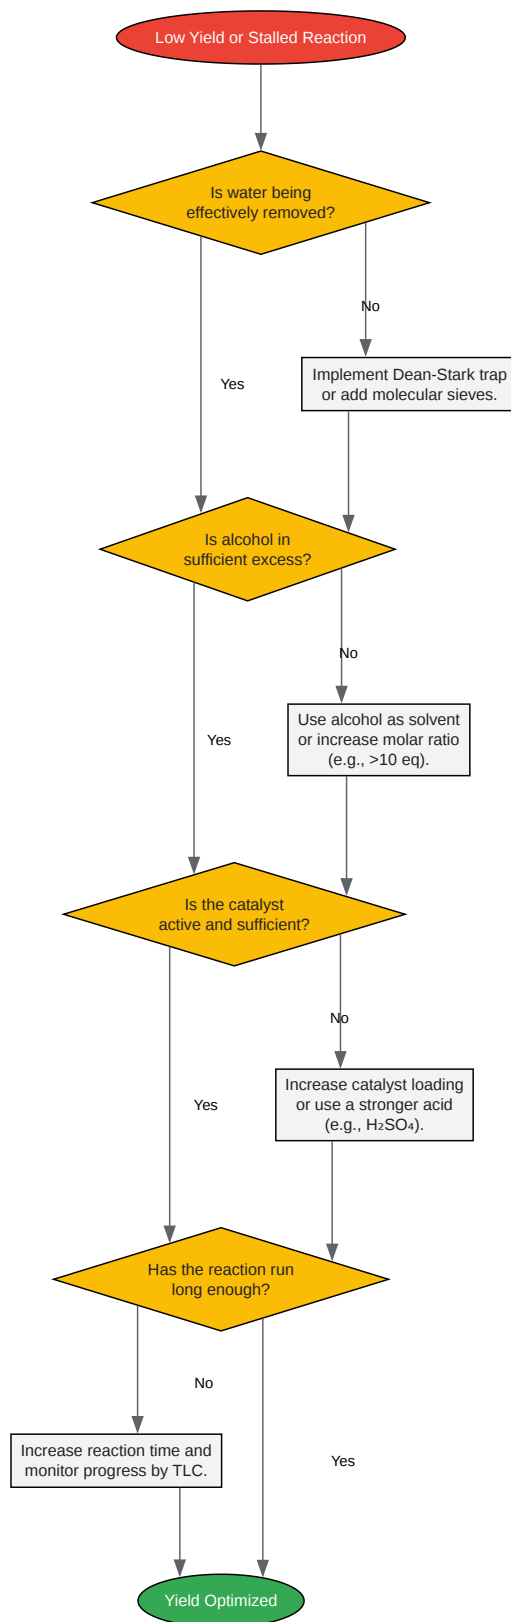 Low Yield or Stalled Reaction
Is water being
effectively removed?
No
Yes
Implement Dean-Stark trap
or add molecular sieves.
Is alcohol in
sufficient excess?
No
Yes
Use alcohol as solvent
or increase molar ratio
(e.g., >10 eq).
Is the catalyst
active and sufficient?
No
Yes
Increase catalyst loading
or use a stronger acid
(e.g., H₂SO₄).
Has the reaction run
long enough?
No
Yes
Increase reaction time and
monitor progress by TLC.
Yield Optimized